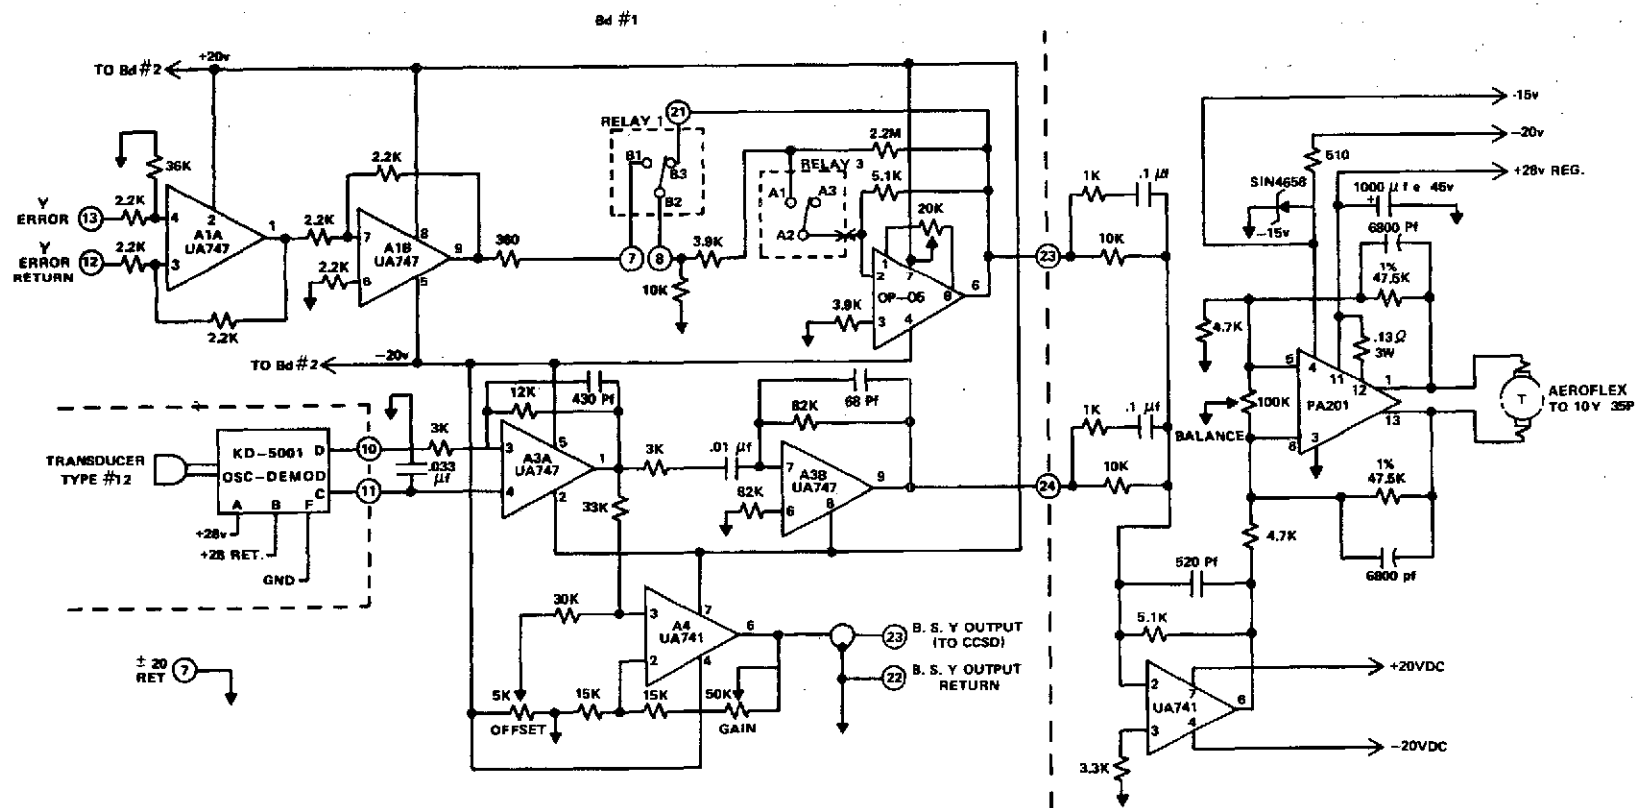 Bd #1
TO Bd #2
+20v
-15v
-20v
+28v REG.
510
SIN4658
-15v
1000 µf @ 45v
+
6800 Pf
1%
47.5K
36K
2.2K
Y
ERROR
13
2.2K
4
2
1
A1A
UA747
Y
ERROR
RETURN
12
2.2K
3
2.2K
2.2K
7
8
A1B
UA747
9
2.2K
6
5
360
RELAY 1
21
B1
B3
B2
7
8
3.9K
10K
2.2M
RELAY 3
A1
A3
A2
5.1K
20K
1
2
7
8
OP-05
6
3.9K
3
4
23
1K
.1 µf
10K
4.7K
.13Ω
3W
5
4
11
12
1
PA201
13
6
3
100K
BALANCE
T
AEROFLEX
TO 10Y 35P
1%
47.5K
4.7K
6800 pf
TO Bd #2
-20v
TRANSDUCER
TYPE #12
KD-5001
OSC-DEMOD
D
C
A
B
F
+28v
+28 RET.
GND
10
11
.033
µf
3K
12K
430 Pf
3
5
A3A
UA747
1
4
2
3K
.01 µf
33K
68 Pf
82K
7
A3B
UA747
9
82K
6
8
24
1K
.1 µf
10K
30K
3
7
A4
UA741
6
2
4
5K
OFFSET
15K
15K
50K
GAIN
23
B. S. Y OUTPUT
(TO CCSD)
22
B. S. Y OUTPUT
RETURN
± 20
RET
7
520 Pf
5.1K
2
7
UA741
6
3
4
3.3K
+20VDC
-20VDC